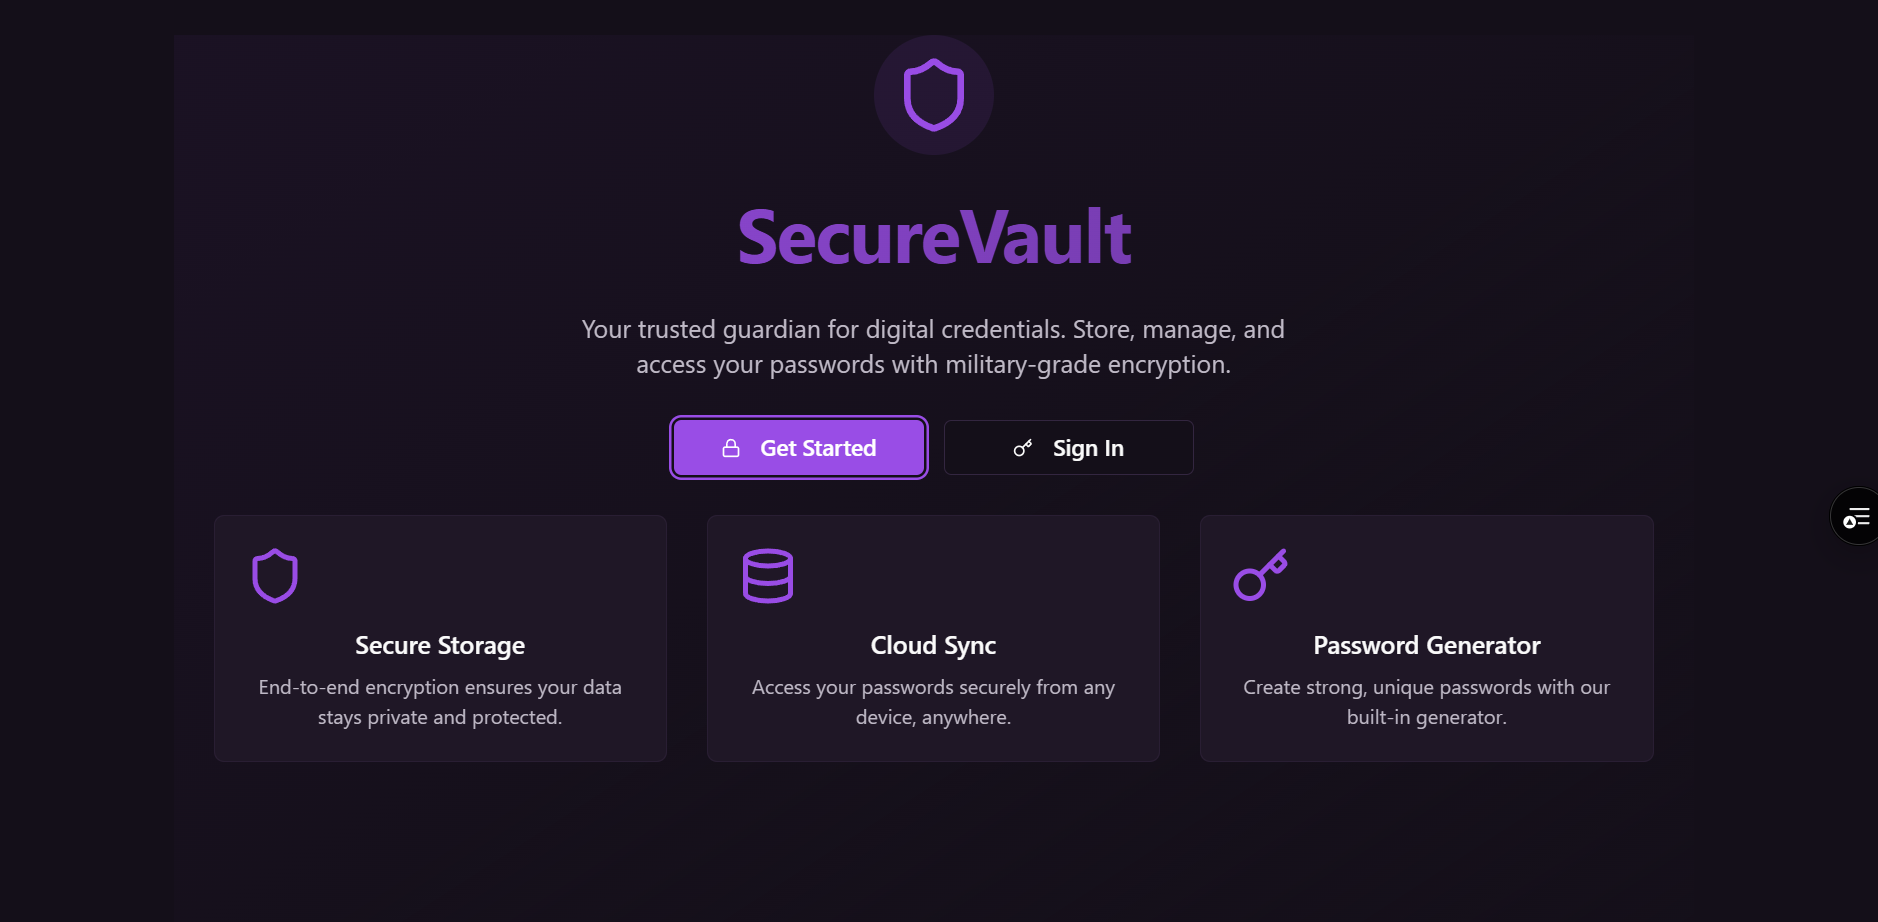 SecureVault
Your trusted guardian for digital credentials. Store, manage, and
access your passwords with military-grade encryption.
Get Started
Sign In
Secure Storage
End-to-end encryption ensures your data
stays private and protected.
Cloud Sync
Access your passwords securely from any
device, anywhere.
Password Generator
Create strong, unique passwords with our
built-in generator.